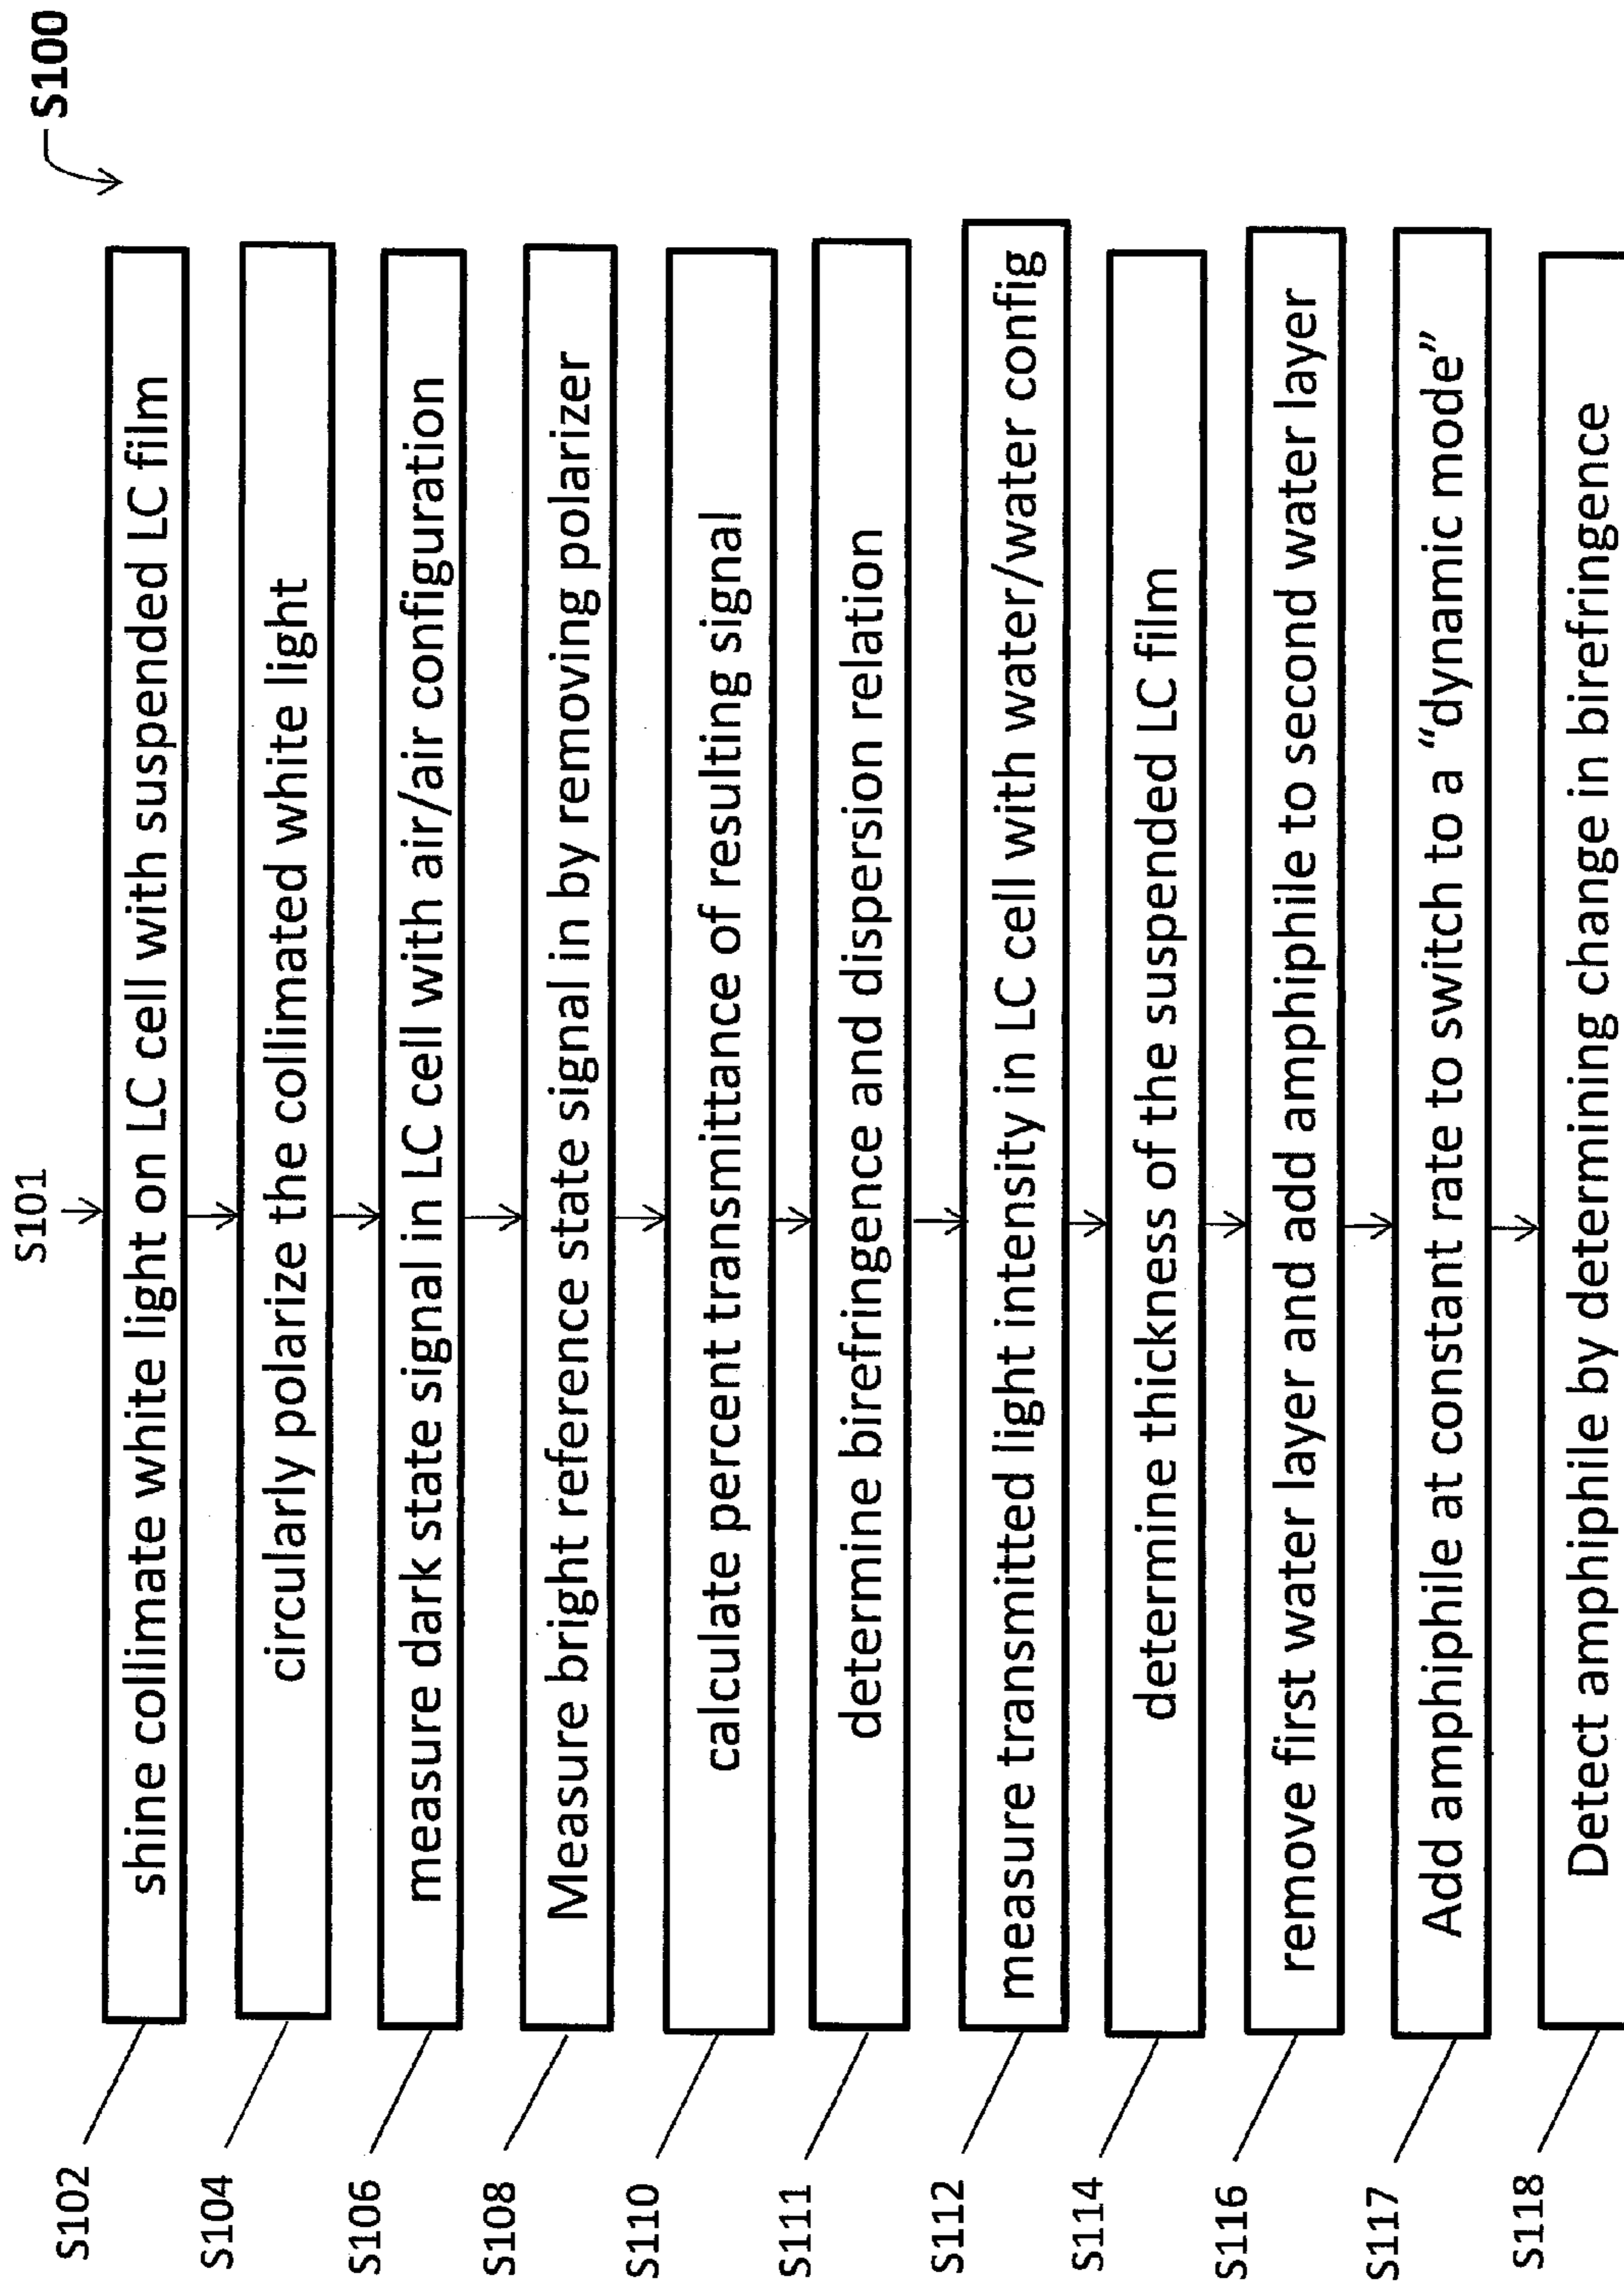 S100
S101
S102
shine collimate white light on LC cell with suspended LC film
S104
circularly polarize the collimated white light
S106
measure dark state signal in LC cell with air/air configuration
S108
Measure bright reference state signal in by removing polarizer
S110
calculate percent transmittance of resulting signal
S111
determine birefringence and dispersion relation
S112
measure transmitted light intensity in LC cell with water/water config
S114
determine thickness of the suspended LC film
S116
remove first water layer and add amphiphile to second water layer
S117
Add amphiphile at constant rate to switch to a “dynamic mode”
S118
Detect amphiphile by determining change in birefringence